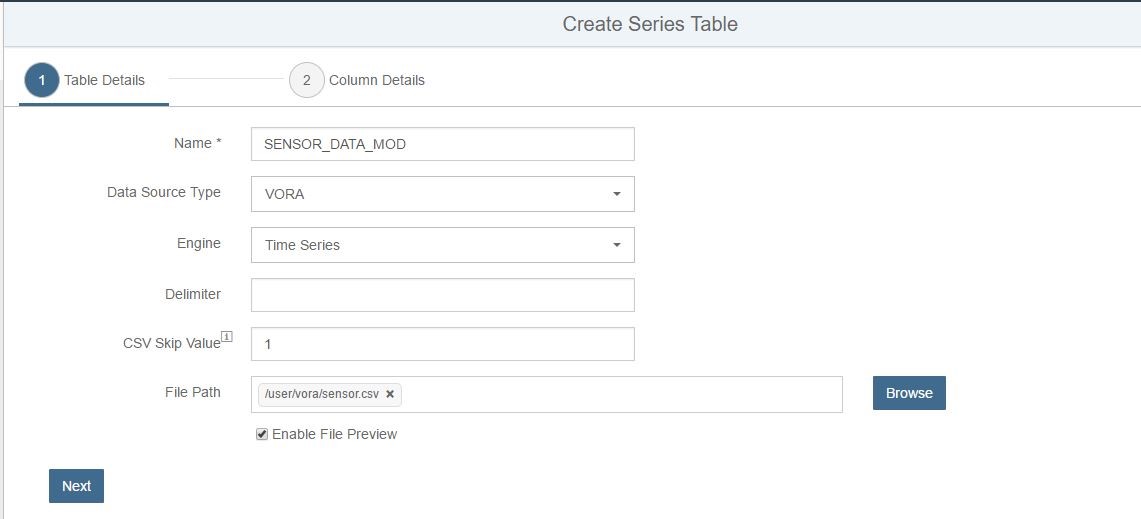 Create Series Table
1 Table Details 2 Column Details
Name * SENSOR_DATA_MOD
Data Source Type VORA
Engine Time Series
Delimiter
CSV Skip Value i 1
File Path /user/vora/sensor.csv × Browse
Enable File Preview
Next